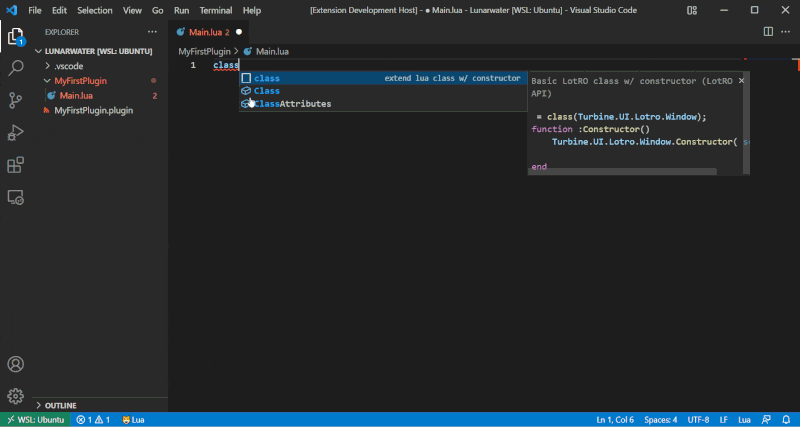 File Edit Selection View Go Run Terminal Help [Extension Development Host] - ● Main.lua - Lunarwater [WSL: Ubuntu] - Visual Studio Code
EXPLORER ···
LUNARWATER [WSL: UBUNTU]
.vscode
MyFirstPlugin
Main.lua 2
MyFirstPlugin.plugin
OUTLINE
1
Main.lua 2 ●
MyFirstPlugin > Main.lua
1 class
class extend lua class w/ constructor
Class
ClassAttributes
Basic LotRO class w/ constructor (LotRO
API)
= class(Turbine.UI.Lotro.Window);
function :Constructor()
Turbine.UI.Lotro.Window.Constructor(
end
WSL: Ubuntu 1 1 Lua Ln 1, Col 6 Spaces: 4 UTF-8 LF Lua